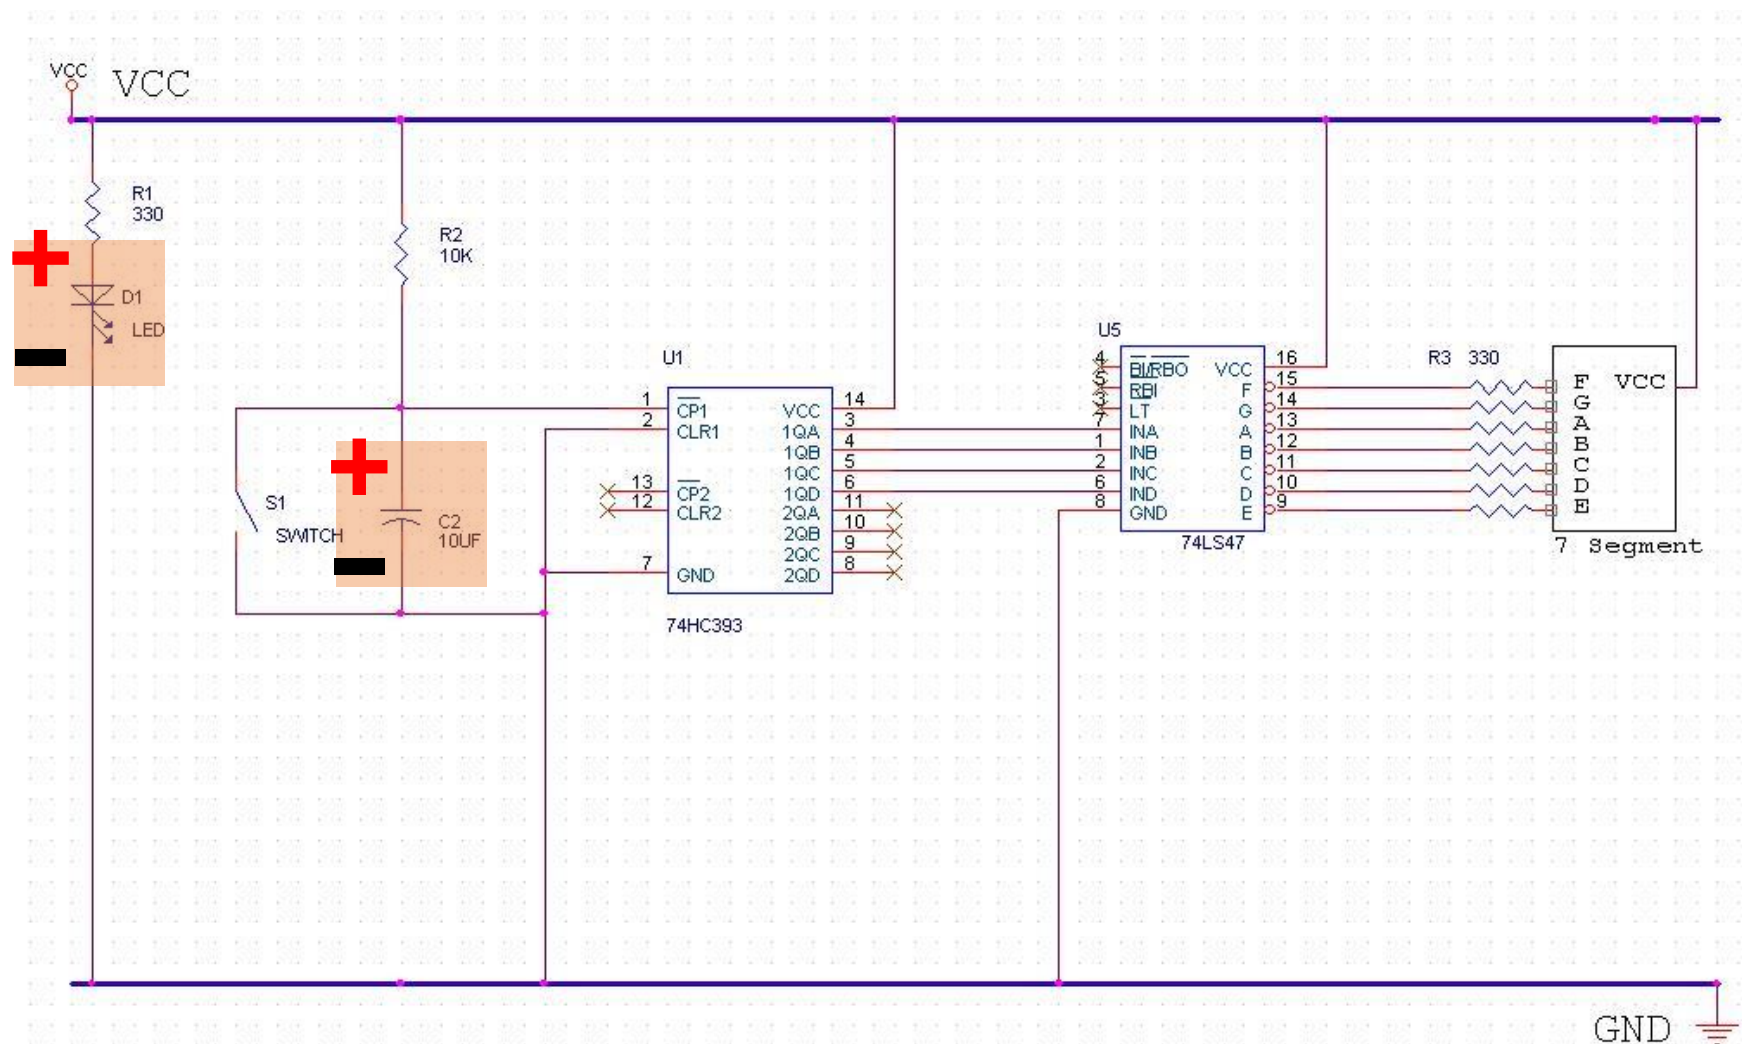 VCC VCC
R1
330
R2
10K
D1
LED
S1
SWITCH
C2
10UF
U1
1 CP1 VCC 14
2 CLR1 1QA 3
1QB 4
1QC 5
13 CP2 1QD 6
12 CLR2 2QA 11
2QB 10
2QC 9
7 GND 2QD 8
74HC393
U5
4 BI/RBO VCC 16
5 RBI F 15
3 LT G 14
7 INA A 13
1 INB B 12
2 INC C 11
6 IND D 10
8 GND E 9
74LS47
R3 330
F VCC
G
A
B
C
D
E
7 Segment
GND